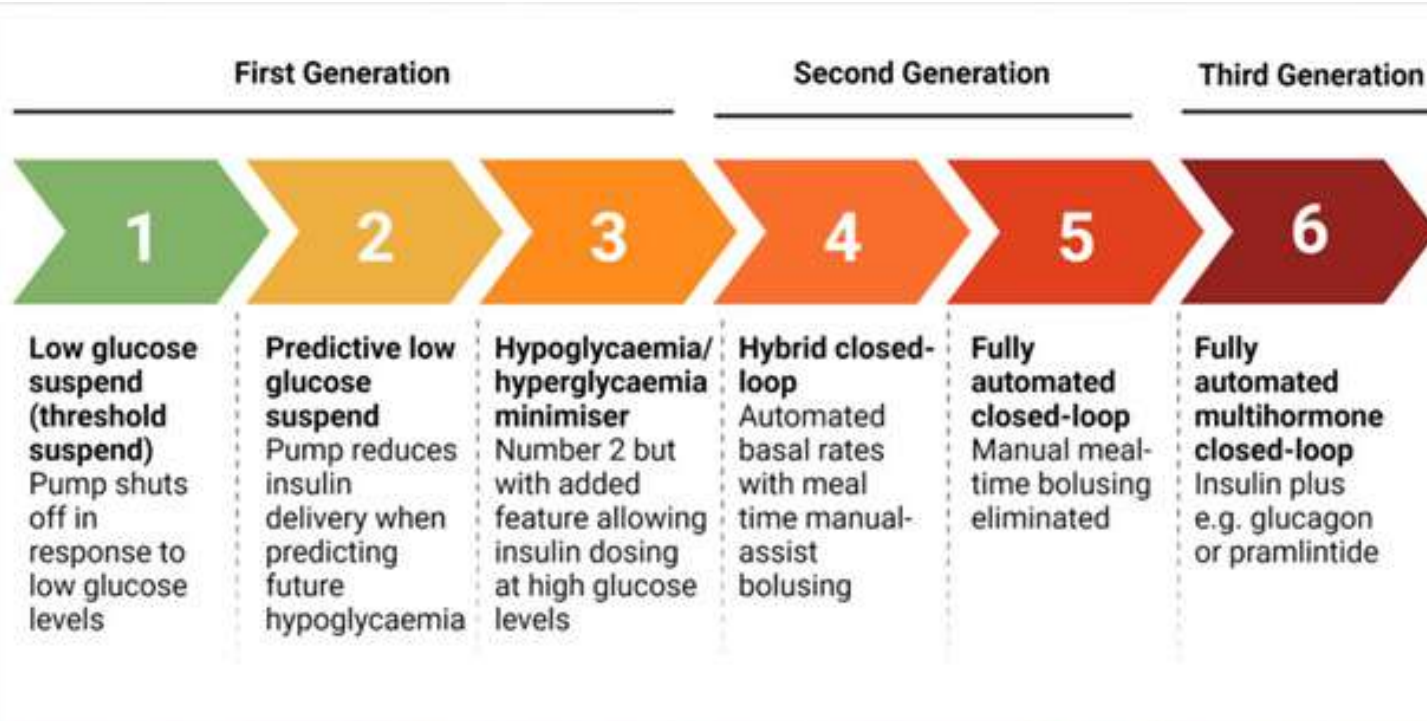 First Generation
Second Generation
Third Generation
1
2
3
4
5
6
Low glucose
suspend
(threshold
suspend)
Pump shuts
off in
response to
low glucose
levels
Predictive low
glucose
suspend
Pump reduces
insulin
delivery when
predicting
future
hypoglycaemia
Hypoglycaemia/
hyperglycaemia
minimiser
Number 2 but
with added
feature allowing
insulin dosing
at high glucose
levels
Hybrid closed-
loop
Automated
basal rates
with meal
time manual-
assist
bolusing
Fully
automated
closed-loop
Manual meal-
time bolusing
eliminated
Fully
automated
multihormone
closed-loop
Insulin plus
e.g. glucagon
or pramlintide